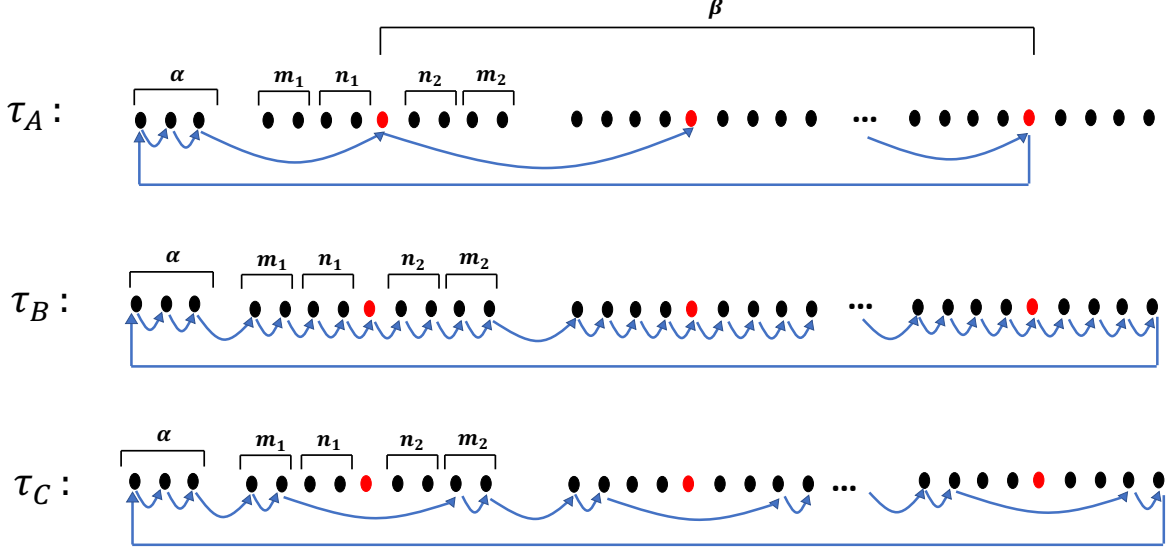 β
α m₁ n₁ n₂ m₂
τ_A: ...
α m₁ n₁ n₂ m₂
τ_B: ...
α m₁ n₁ n₂ m₂
τ_C: ...